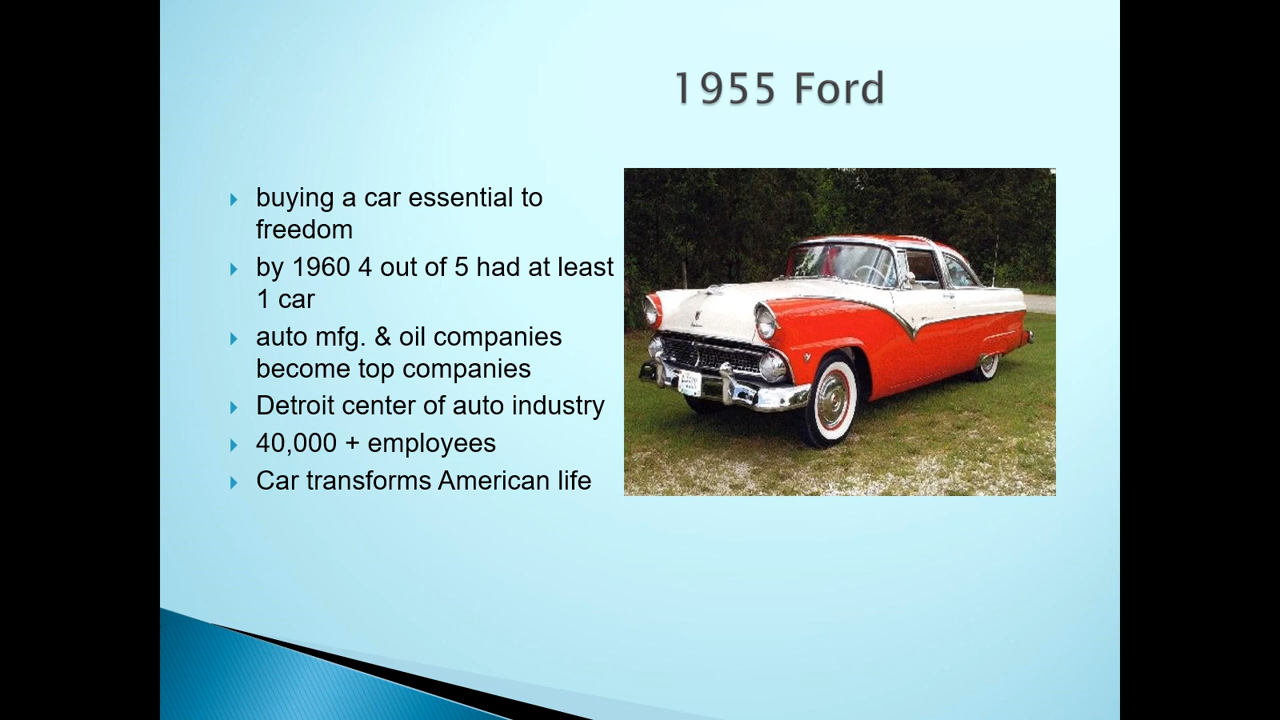 1955 Ford
buying a car essential to
freedom
by 1960 4 out of 5 had at least
1 car
auto mfg. & oil companies
become top companies
Detroit center of auto industry
40,000 + employees
Car transforms American life